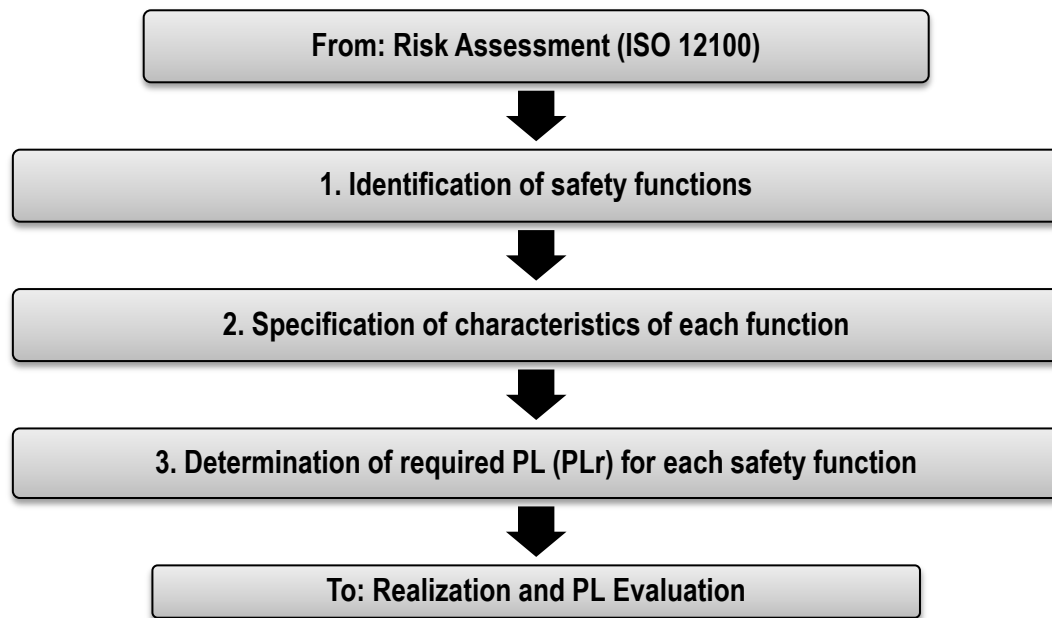 From: Risk Assessment (ISO 12100)
1. Identification of safety functions
2. Specification of characteristics of each function
3. Determination of required PL (PLr) for each safety function
To: Realization and PL Evaluation